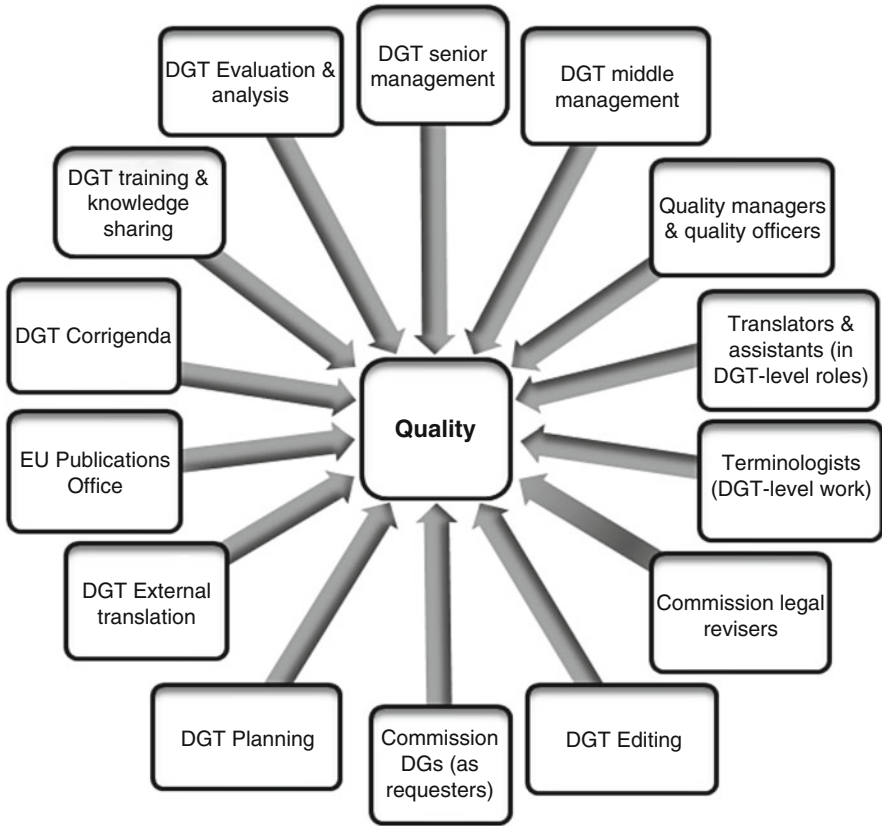 DGT senior
management
DGT middle
management
Quality managers
& quality officers
Translators &
assistants (in
DGT-level roles)
Terminologists
(DGT-level work)
Commission legal
revisers
DGT Editing
Commission
DGs (as
requesters)
DGT Planning
DGT External
translation
EU Publications
Office
DGT Corrigenda
DGT training &
knowledge
sharing
DGT Evaluation &
analysis
Quality